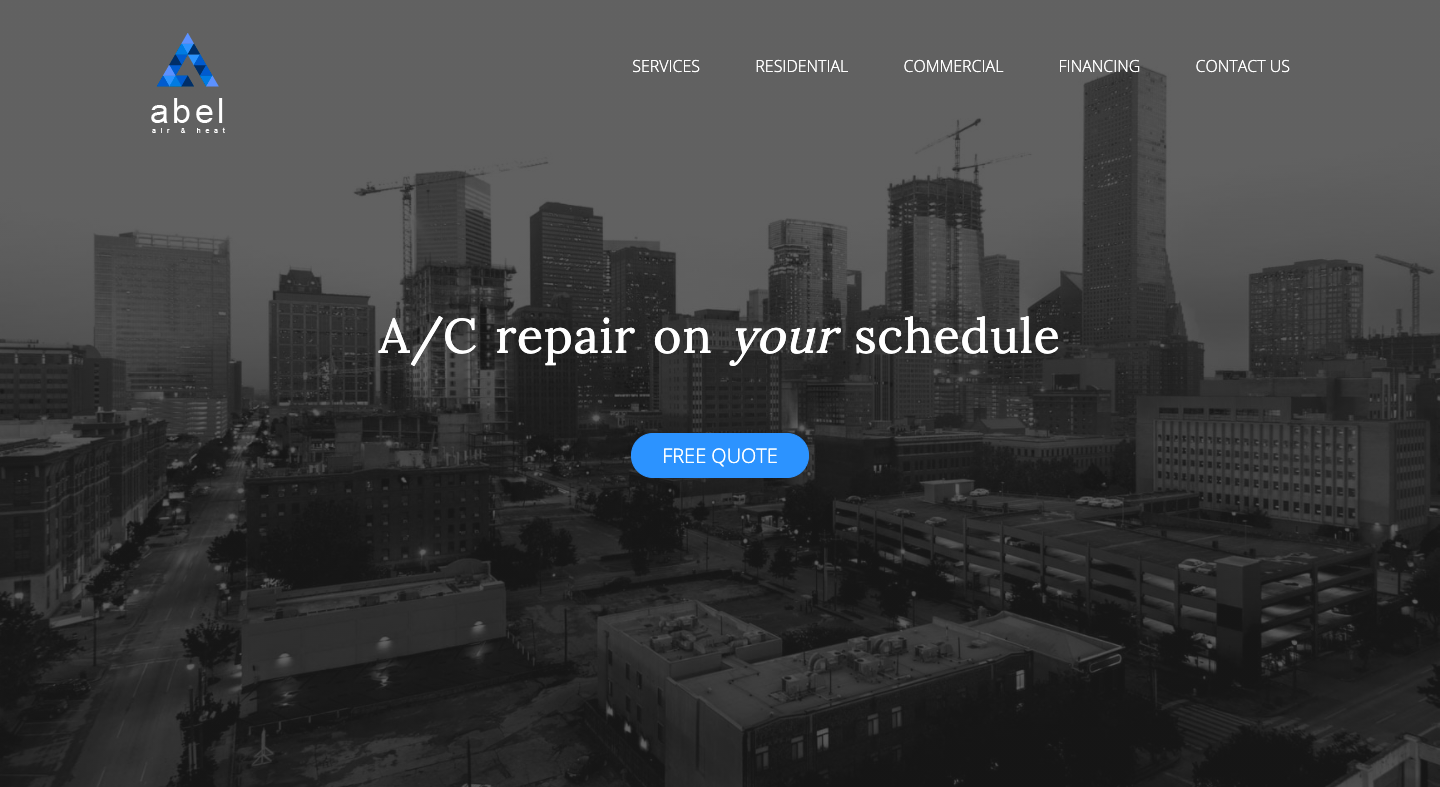 abel
air & heat
SERVICES RESIDENTIAL COMMERCIAL FINANCING CONTACT US
A/C repair on your schedule
FREE QUOTE